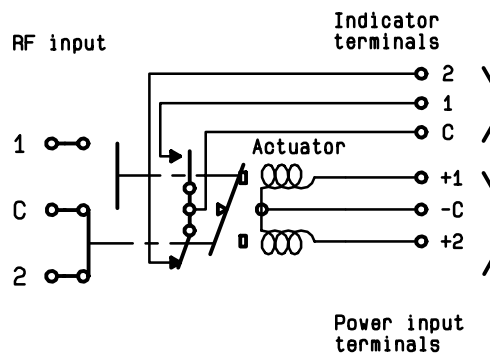 Indicator
terminals
RF input
2
1
C
Actuator
1
+1
C
-C
+2
2
Power input
terminals